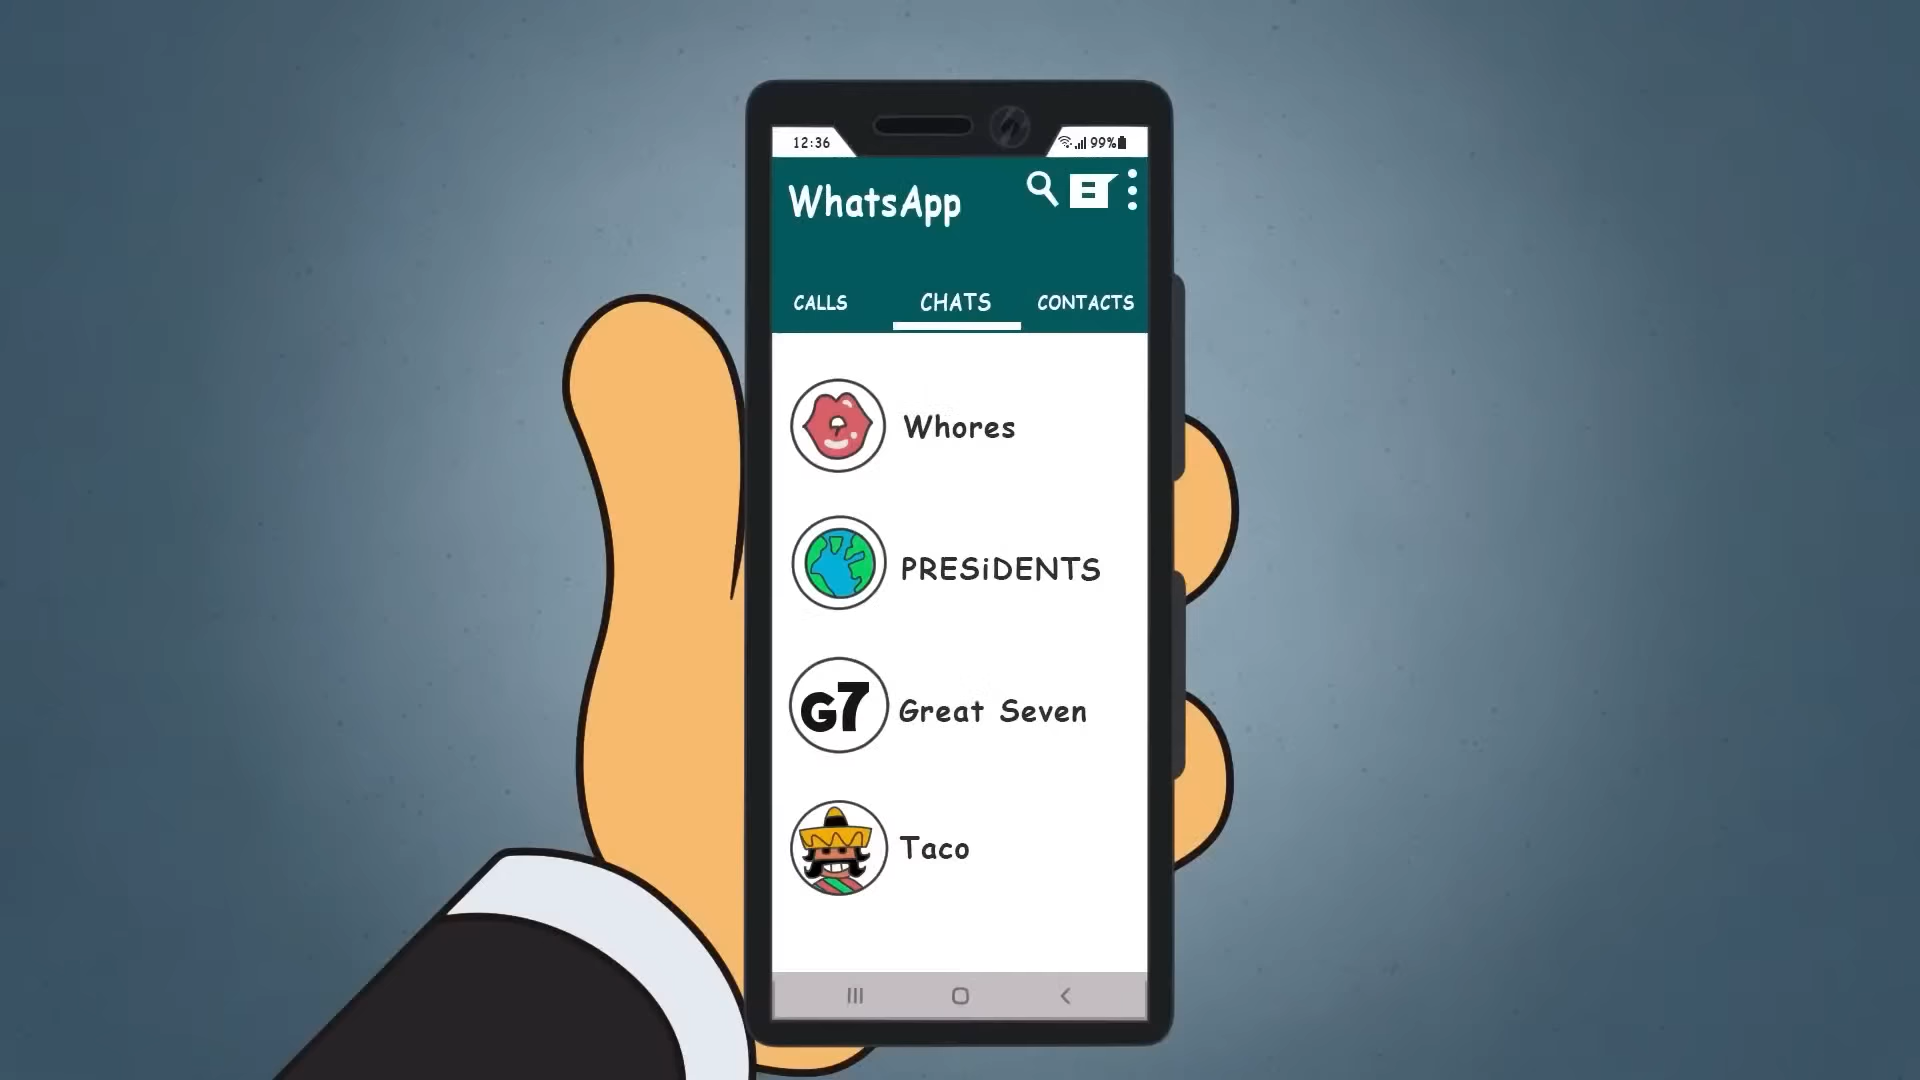 12:36
99%
WhatsApp
CALLS CHATS CONTACTS
Whores
PRESiDENTS
G7 Great Seven
Taco